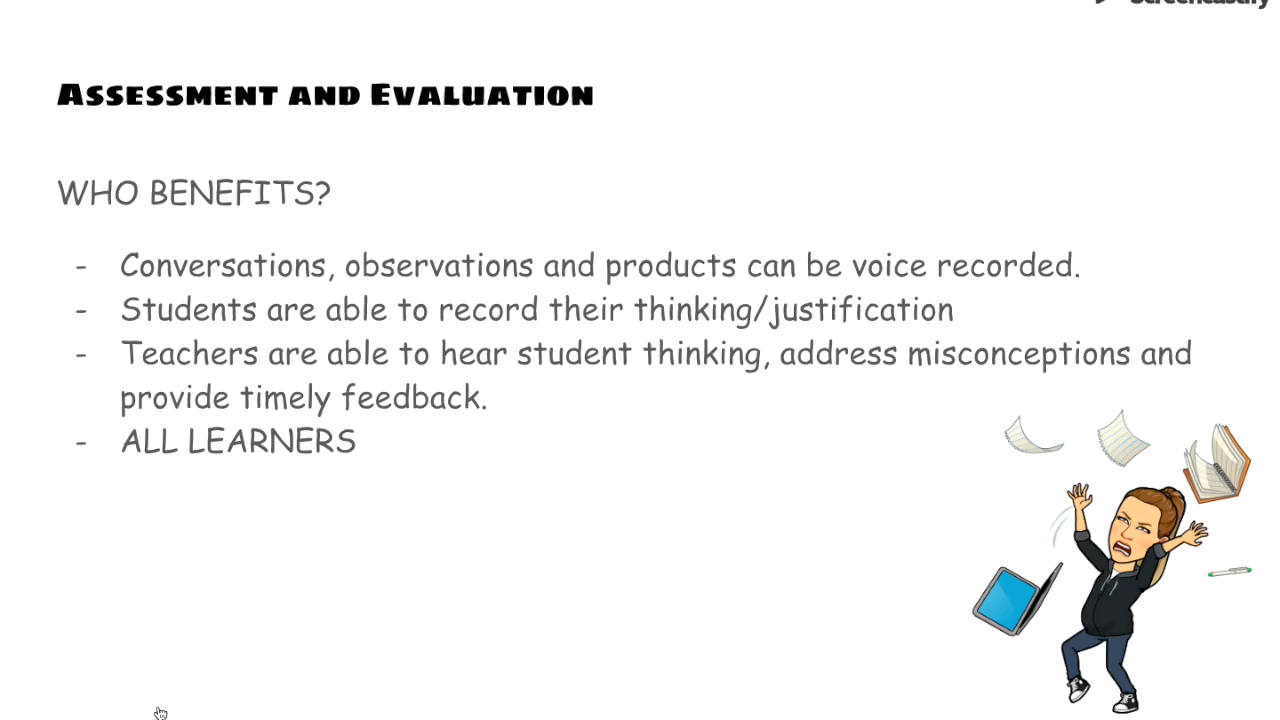 Screencastify
Assessment and Evaluation
WHO BENEFITS?
- Conversations, observations and products can be voice recorded.
- Students are able to record their thinking/justification
- Teachers are able to hear student thinking, address misconceptions and
provide timely feedback.
- ALL LEARNERS